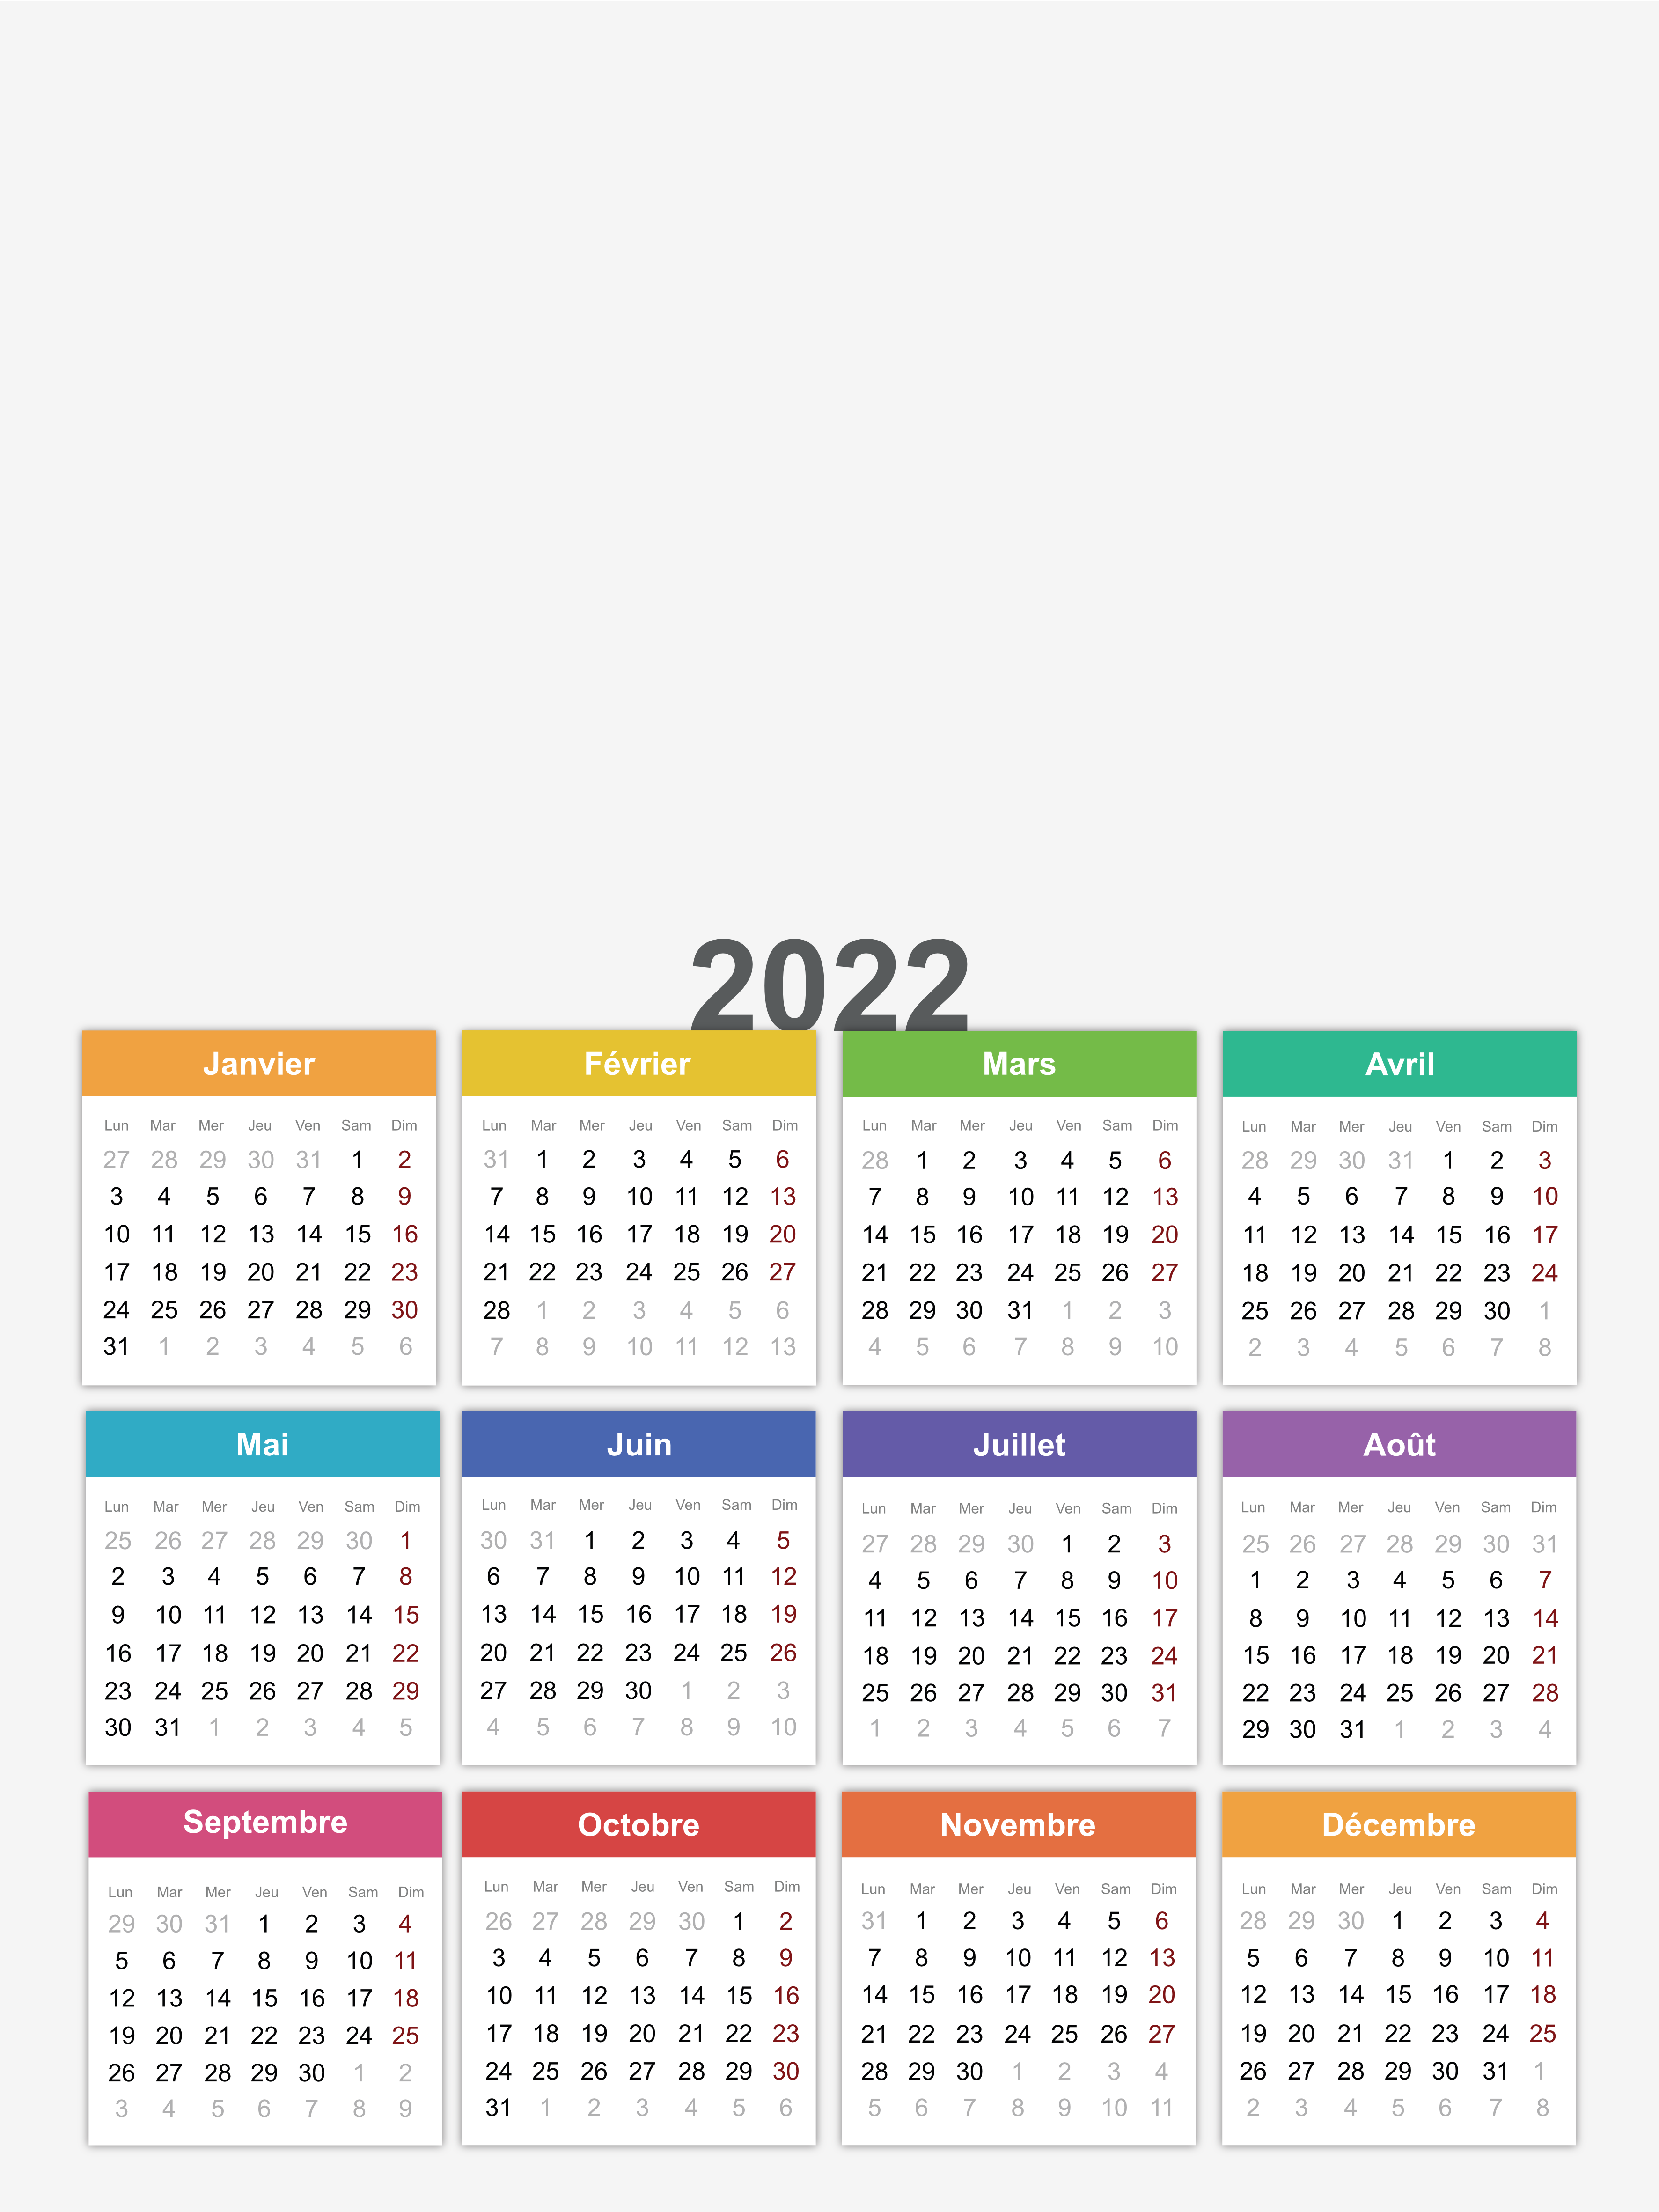 2022
Janvier
Lun Mar Mer Jeu Ven Sam Dim
27 28 29 30 31 1 2
3 4 5 6 7 8 9
10 11 12 13 14 15 16
17 18 19 20 21 22 23
24 25 26 27 28 29 30
31 1 2 3 4 5 6
Février
Lun Mar Mer Jeu Ven Sam Dim
31 1 2 3 4 5 6
7 8 9 10 11 12 13
14 15 16 17 18 19 20
21 22 23 24 25 26 27
28 1 2 3 4 5 6
7 8 9 10 11 12 13
Mars
Lun Mar Mer Jeu Ven Sam Dim
28 1 2 3 4 5 6
7 8 9 10 11 12 13
14 15 16 17 18 19 20
21 22 23 24 25 26 27
28 29 30 31 1 2 3
4 5 6 7 8 9 10
Avril
Lun Mar Mer Jeu Ven Sam Dim
28 29 30 31 1 2 3
4 5 6 7 8 9 10
11 12 13 14 15 16 17
18 19 20 21 22 23 24
25 26 27 28 29 30 1
2 3 4 5 6 7 8
Mai
Lun Mar Mer Jeu Ven Sam Dim
25 26 27 28 29 30 1
2 3 4 5 6 7 8
9 10 11 12 13 14 15
16 17 18 19 20 21 22
23 24 25 26 27 28 29
30 31 1 2 3 4 5
Juin
Lun Mar Mer Jeu Ven Sam Dim
30 31 1 2 3 4 5
6 7 8 9 10 11 12
13 14 15 16 17 18 19
20 21 22 23 24 25 26
27 28 29 30 1 2 3
4 5 6 7 8 9 10
Juillet
Lun Mar Mer Jeu Ven Sam Dim
27 28 29 30 1 2 3
4 5 6 7 8 9 10
11 12 13 14 15 16 17
18 19 20 21 22 23 24
25 26 27 28 29 30 31
1 2 3 4 5 6 7
Août
Lun Mar Mer Jeu Ven Sam Dim
25 26 27 28 29 30 31
1 2 3 4 5 6 7
8 9 10 11 12 13 14
15 16 17 18 19 20 21
22 23 24 25 26 27 28
29 30 31 1 2 3 4
Septembre
Lun Mar Mer Jeu Ven Sam Dim
29 30 31 1 2 3 4
5 6 7 8 9 10 11
12 13 14 15 16 17 18
19 20 21 22 23 24 25
26 27 28 29 30 1 2
3 4 5 6 7 8 9
Octobre
Lun Mar Mer Jeu Ven Sam Dim
26 27 28 29 30 1 2
3 4 5 6 7 8 9
10 11 12 13 14 15 16
17 18 19 20 21 22 23
24 25 26 27 28 29 30
31 1 2 3 4 5 6
Novembre
Lun Mar Mer Jeu Ven Sam Dim
31 1 2 3 4 5 6
7 8 9 10 11 12 13
14 15 16 17 18 19 20
21 22 23 24 25 26 27
28 29 30 1 2 3 4
5 6 7 8 9 10 11
Décembre
Lun Mar Mer Jeu Ven Sam Dim
28 29 30 1 2 3 4
5 6 7 8 9 10 11
12 13 14 15 16 17 18
19 20 21 22 23 24 25
26 27 28 29 30 31 1
2 3 4 5 6 7 8